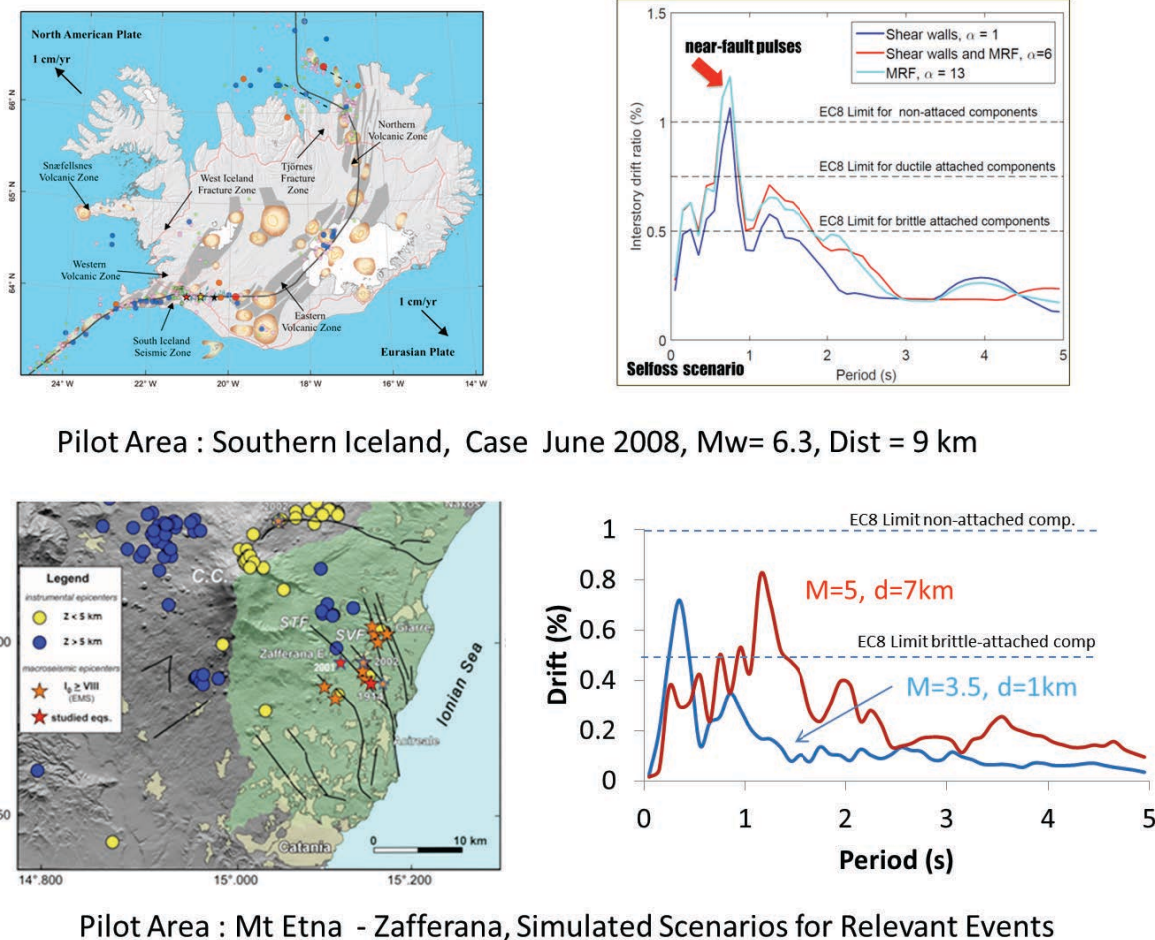 North American Plate
1 cm/yr
66° N
65° N
64° N
Snæfellsnes
Volcanic Zone
West Iceland
Fracture Zone
Tjörnes
Fracture
Zone
Northern
Volcanic Zone
Western
Volcanic Zone
South Iceland
Seismic Zone
Eastern
Volcanic Zone
1 cm/yr
Eurasian Plate
24° W
22° W
20° W
18° W
16° W
14° W
1.5
1
0.5
0
Interstory drift ratio (%)
near-fault pulses
Shear walls, α = 1
Shear walls and MRF, α=6
MRF, α = 13
EC8 Limit for non-attaced components
EC8 Limit for ductile attached components
EC8 Limit for brittle attached components
0 1 2 3 4 5
Selfoss scenario
Period (s)
Pilot Area : Southern Iceland, Case June 2008, Mw= 6.3, Dist = 9 km
Legend
instrumental epicenters
Z < 5 km
Z > 5 km
macroseismic epicenters
I₀ ≥ VIII
(EMS)
studied eqs.
2002
C.C.
S.T.F.
SVF
Giarre
Zafferana E.
2001
2002
Acireale
Catania
Ionian Sea
0 10 km
14°.800 15°.000 15°.200
EC8 Limit non-attached comp.
M=5, d=7km
EC8 Limit brittle-attached comp
M=3.5, d=1km
Drift (%)
1
0.8
0.6
0.4
0.2
0
0 1 2 3 4 5
Period (s)
Pilot Area : Mt Etna - Zafferana, Simulated Scenarios for Relevant Events